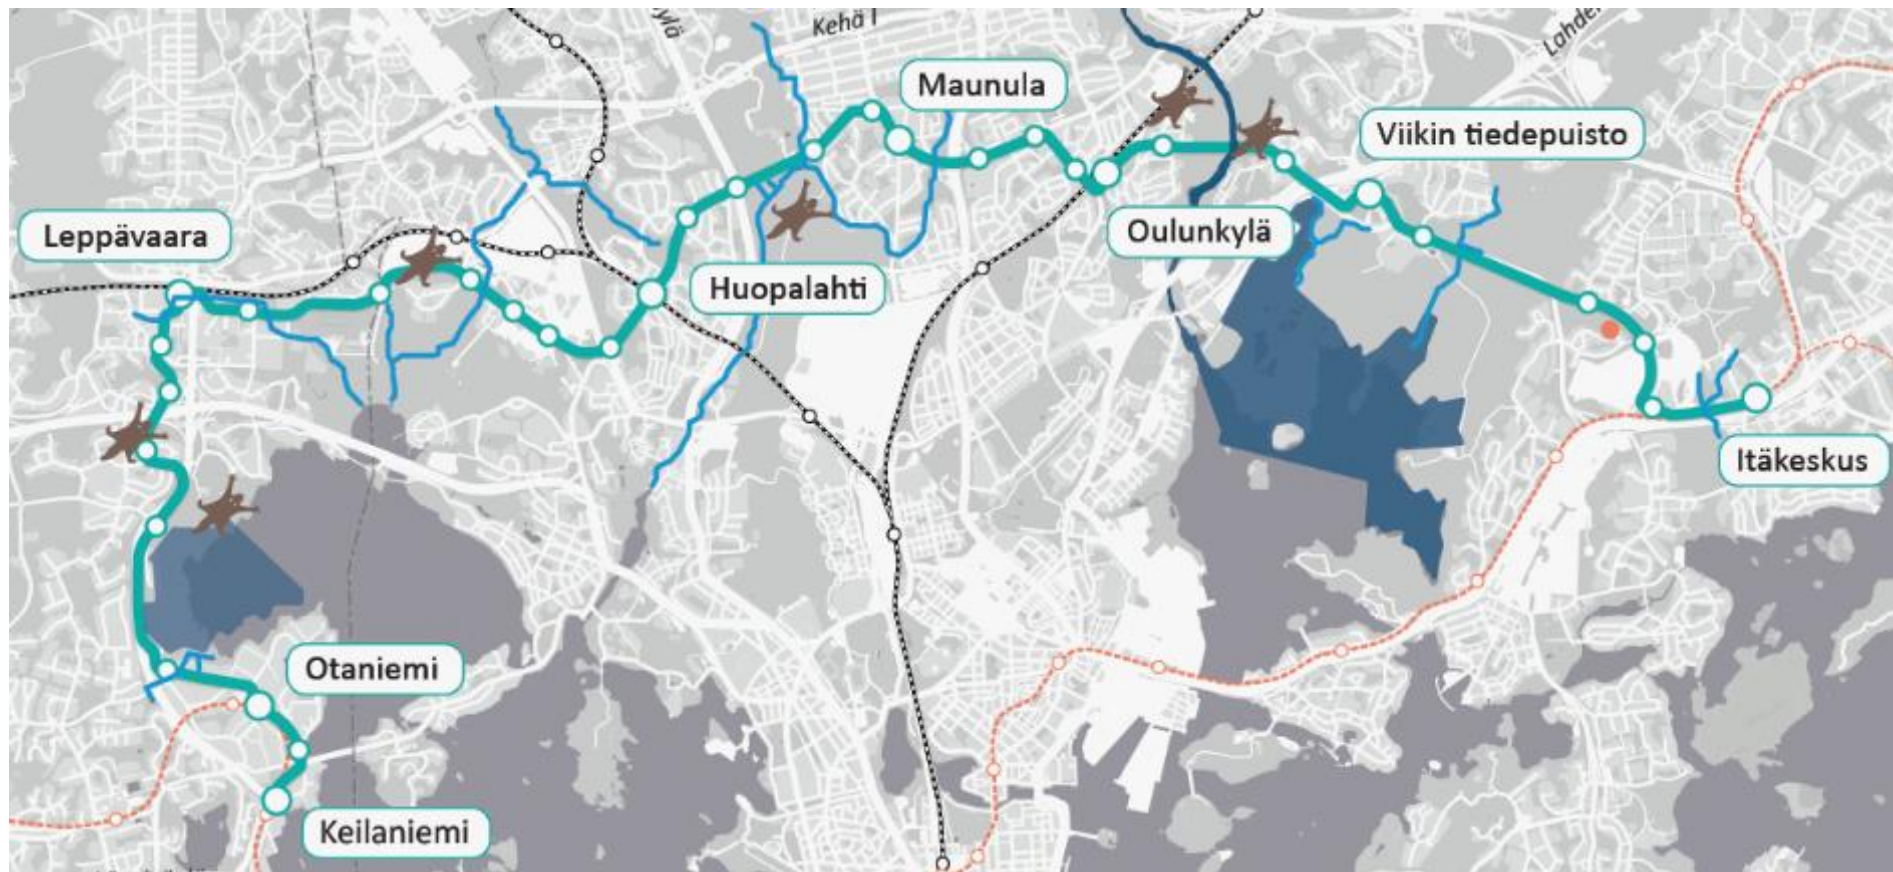 Kehä I
Maunula
Viikin tiedepuisto
Leppävaara
Oulunkylä
Huopalahti
Itäkeskus
Otaniemi
Keilaniemi